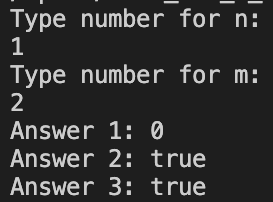 Type number for n:
1
Type number for m:
2
Answer 1: 0
Answer 2: true
Answer 3: true